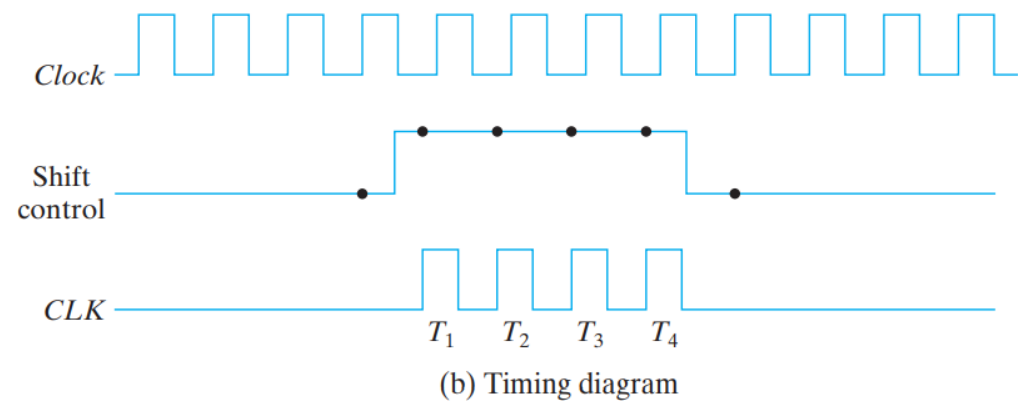 Clock
Shift
control
CLK
T1 T2 T3 T4
(b) Timing diagram